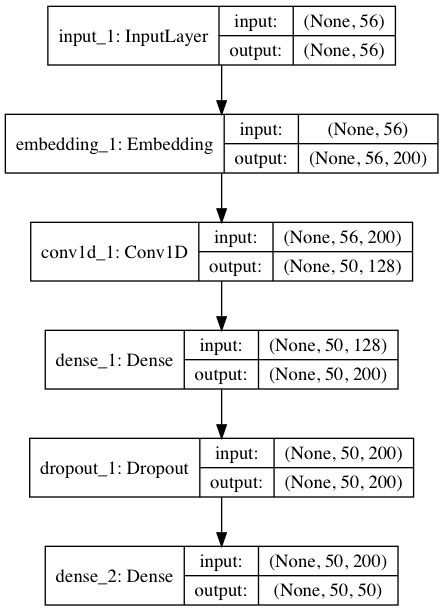 input_1: InputLayer
input: (None, 56)
output: (None, 56)
embedding_1: Embedding
input: (None, 56)
output: (None, 56, 200)
conv1d_1: Conv1D
input: (None, 56, 200)
output: (None, 50, 128)
dense_1: Dense
input: (None, 50, 128)
output: (None, 50, 200)
dropout_1: Dropout
input: (None, 50, 200)
output: (None, 50, 200)
dense_2: Dense
input: (None, 50, 200)
output: (None, 50, 50)